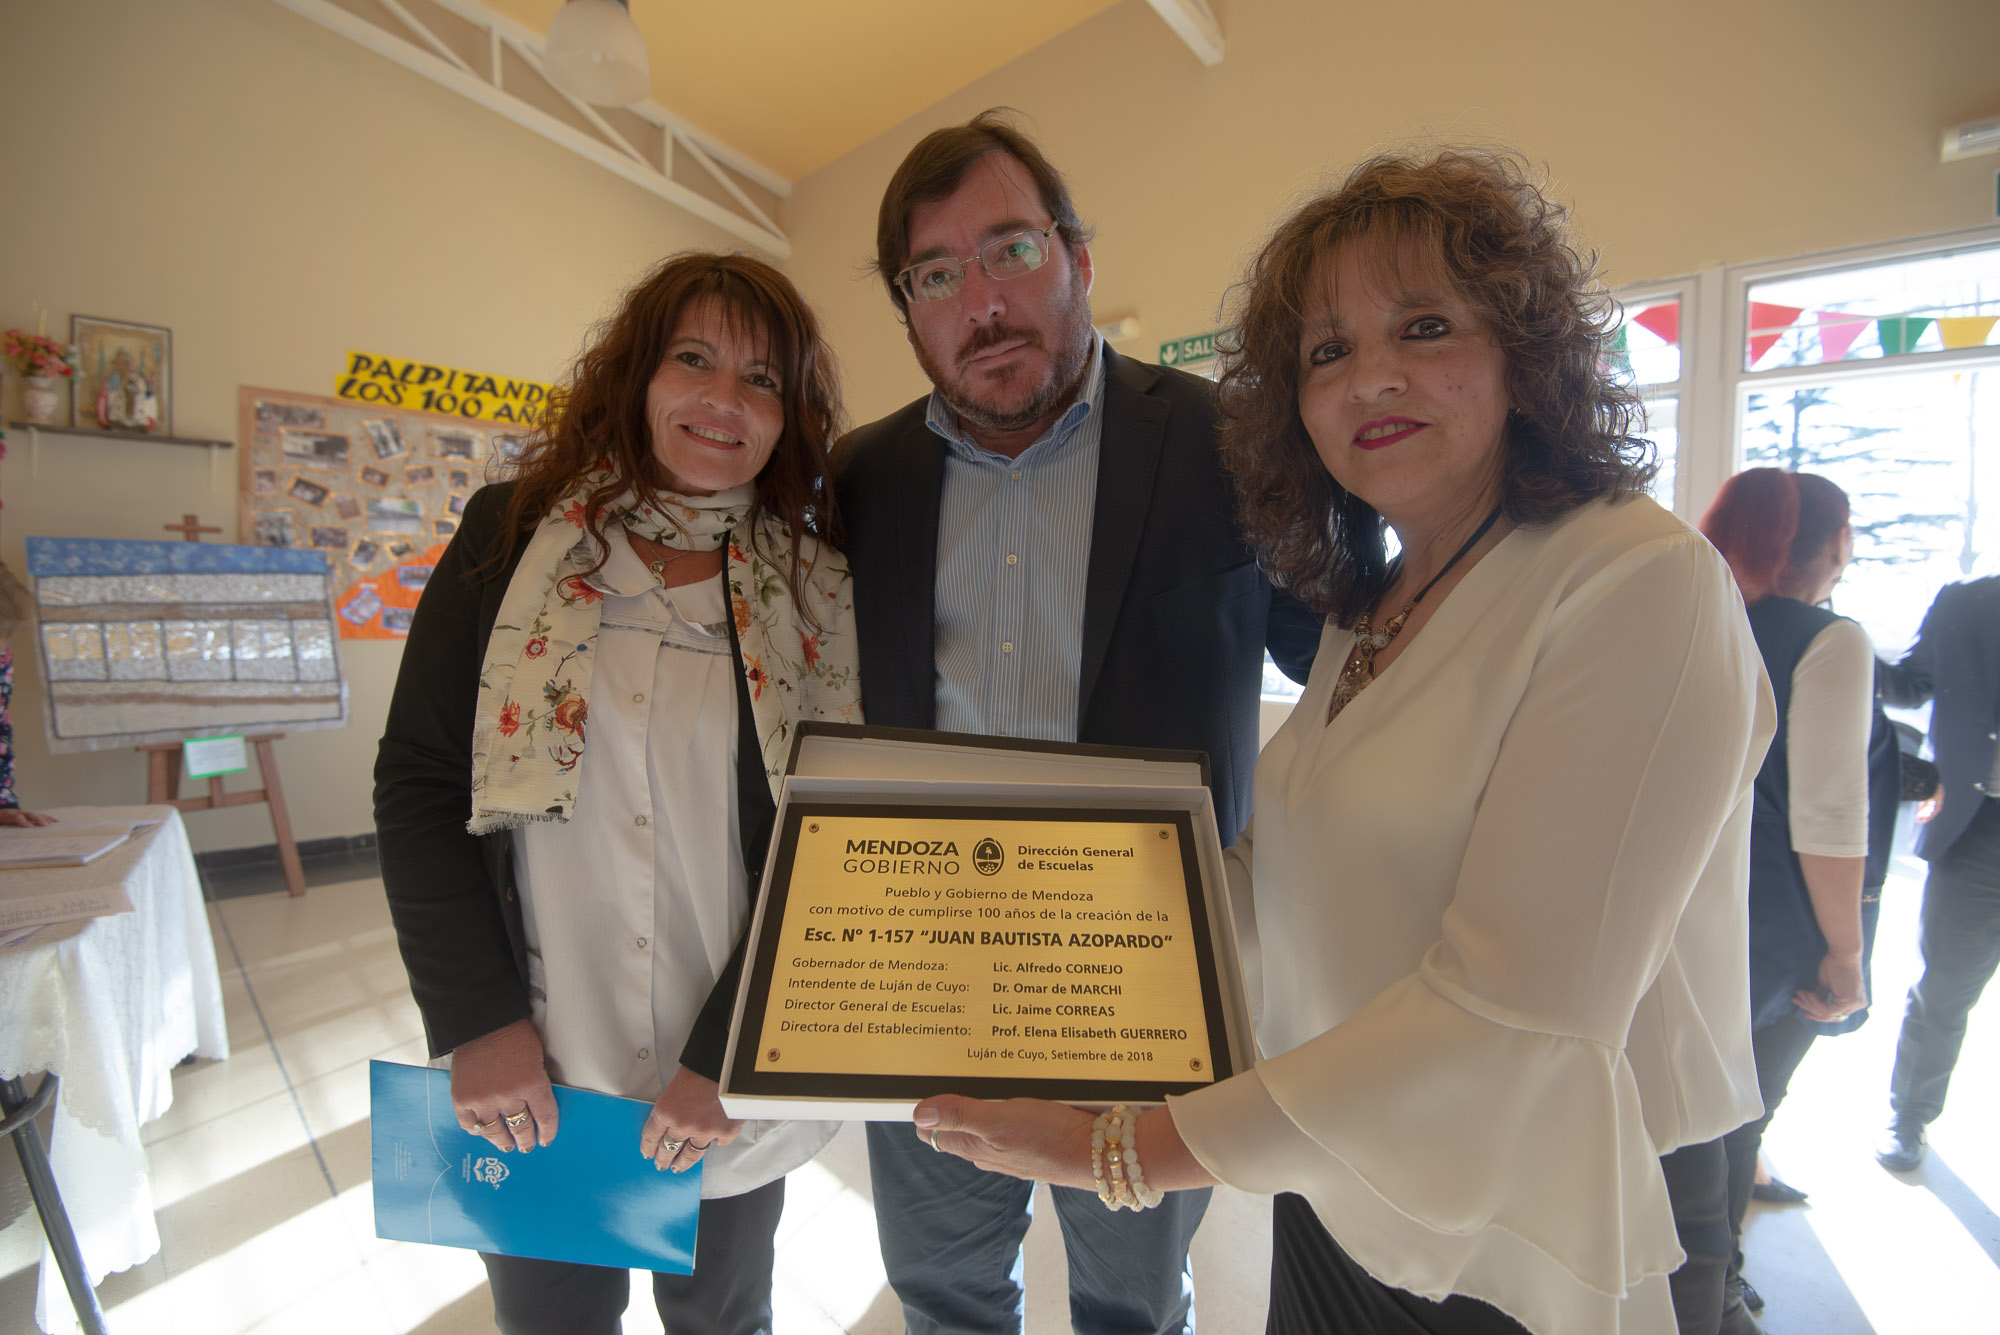 PALPITANDO
LOS 100 AÑ
SAL
MENDOZA
GOBIERNO
Dirección General
de Escuelas
Pueblo y Gobierno de Mendoza
con motivo de cumplirse 100 años de la creación de la
Esc. Nº 1-157 "JUAN BAUTISTA AZOPARDO"
Gobernador de Mendoza: Lic. Alfredo CORNEJO
Intendente de Luján de Cuyo: Dr. Omar de MARCHI
Director General de Escuelas: Lic. Jaime CORREAS
Directora del Establecimiento: Prof. Elena Elisabeth GUERRERO
Luján de Cuyo, Setiembre de 2018
DGE